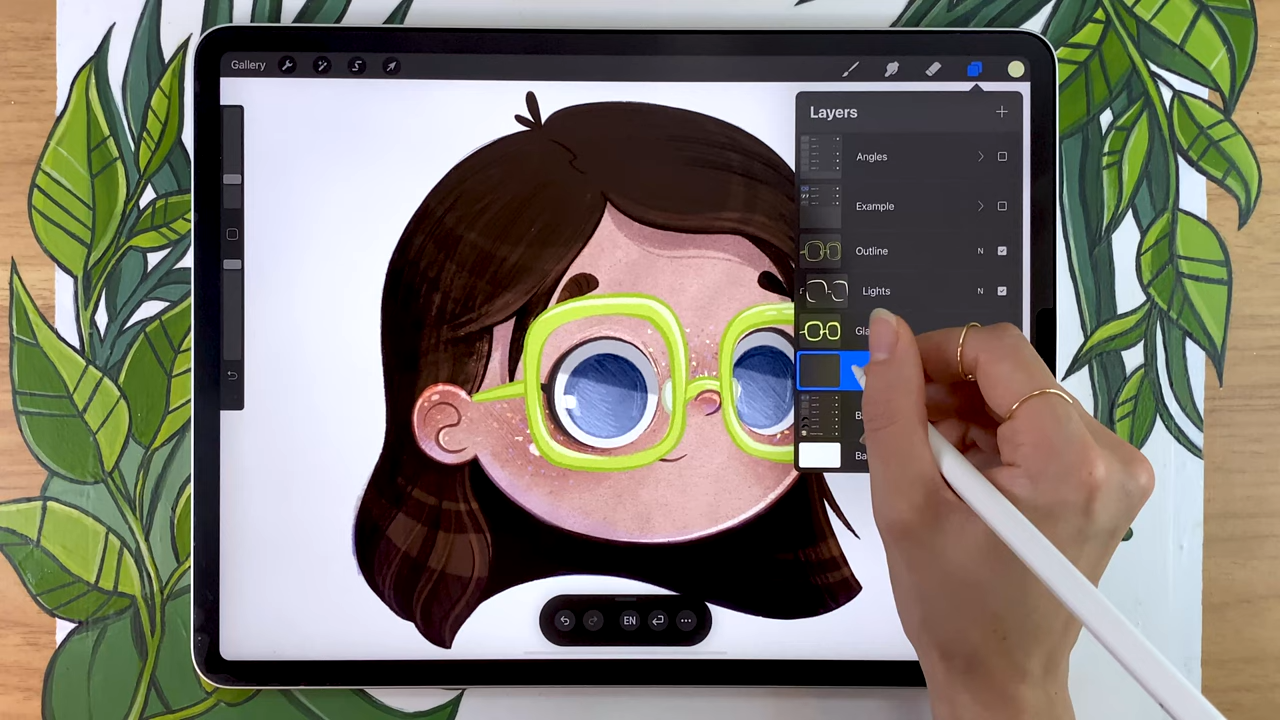 Gallery
Layers
Angles
Example
Outline N
Lights N
EN